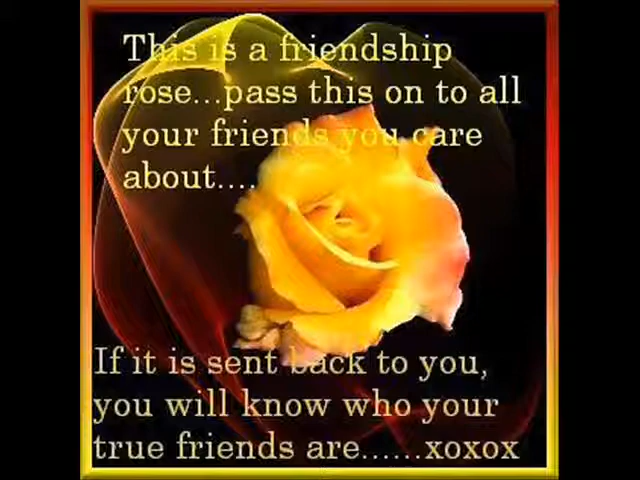 This is a friendship
rose...pass this on to all
your friends you care
about....
If it is sent back to you,
you will know who your
true friends are......xoxox